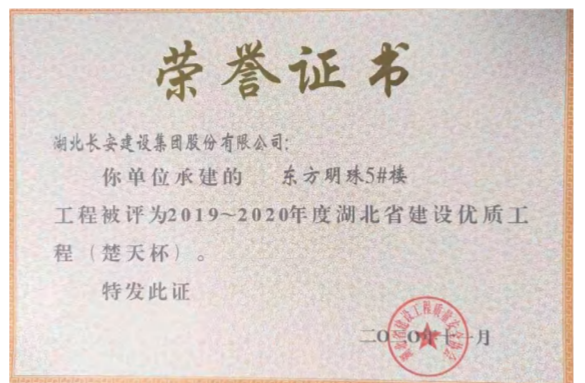 荣誉证书
湖北长安建设集团股份有限公司:
你单位承建的 东方明珠5#楼
工程被评为2019~2020年度湖北省建设优质工
程（楚天杯）。
特发此证
二〇二〇年十一月